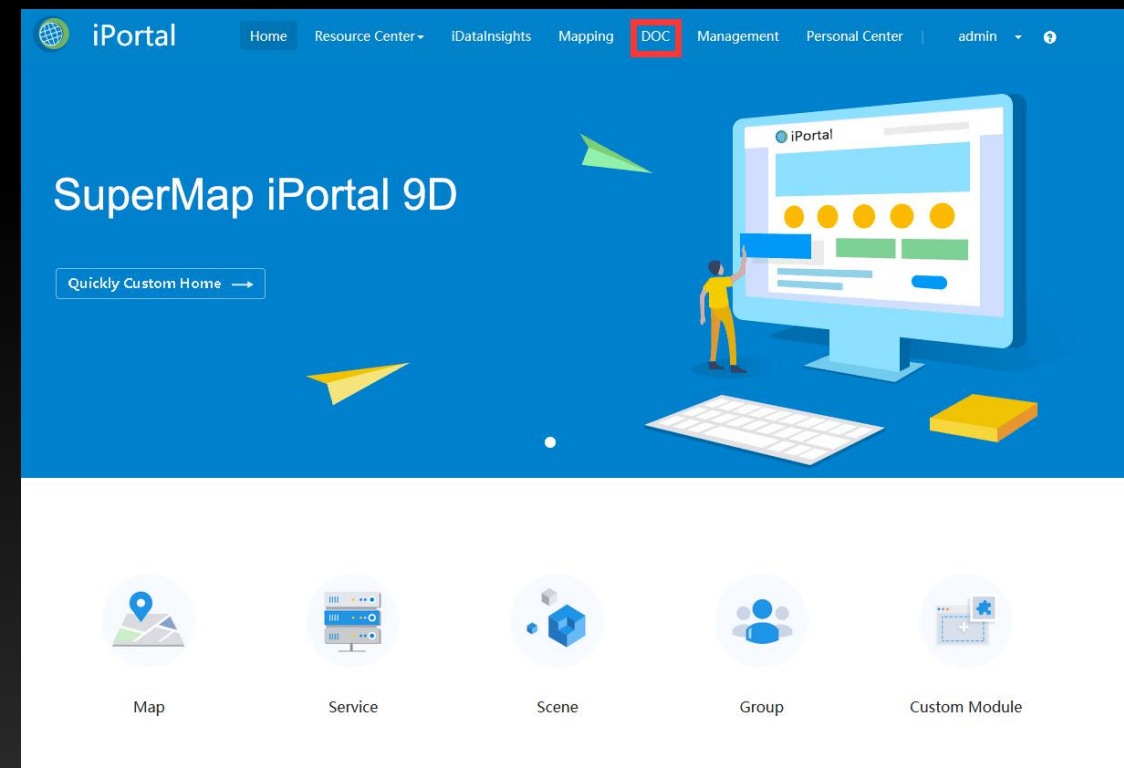 iPortal
Home Resource Center iDataInsights Mapping DOC Management Personal Center | admin ?
iPortal
SuperMap iPortal 9D
Quickly Custom Home →
Map Service Scene Group Custom Module